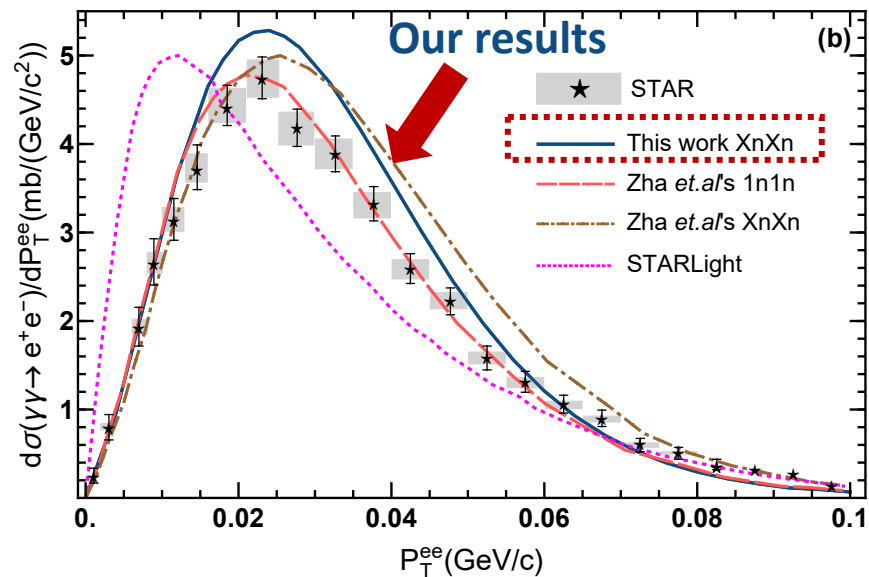 Our results
(b)
STAR
This work XnXn
Zha et.al's 1n1n
Zha et.al's XnXn
STARLight
dσ(γγ→ e⁺e⁻)/dP_T^ee(mb/(GeV/c²))
5
4
3
2
1
0. 0.02 0.04 0.06 0.08 0.1
P_T^ee(GeV/c)